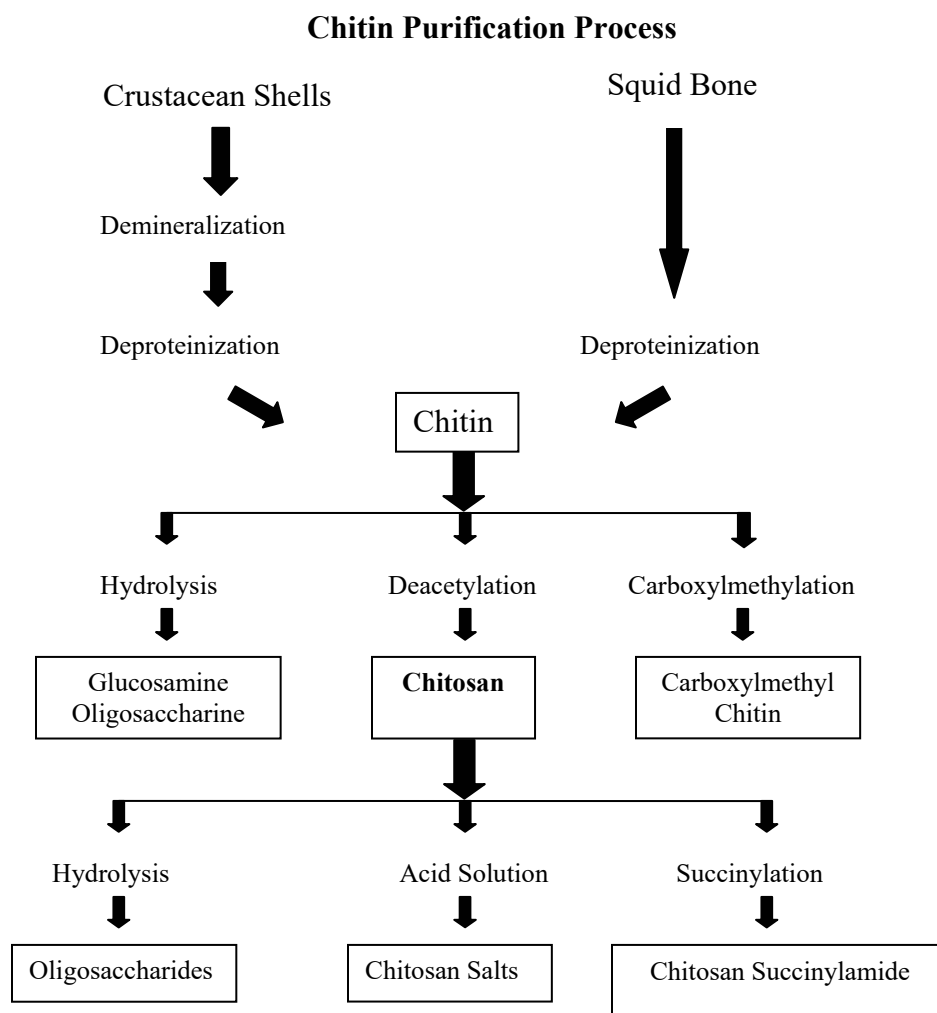 Chitin Purification Process
Crustacean Shells
Squid Bone
Demineralization
Deproteinization
Deproteinization
Chitin
Hydrolysis
Deacetylation
Carboxylmethylation
Glucosamine
Oligosaccharine
Chitosan
Carboxylmethyl
Chitin
Hydrolysis
Acid Solution
Succinylation
Oligosaccharides
Chitosan Salts
Chitosan Succinylamide